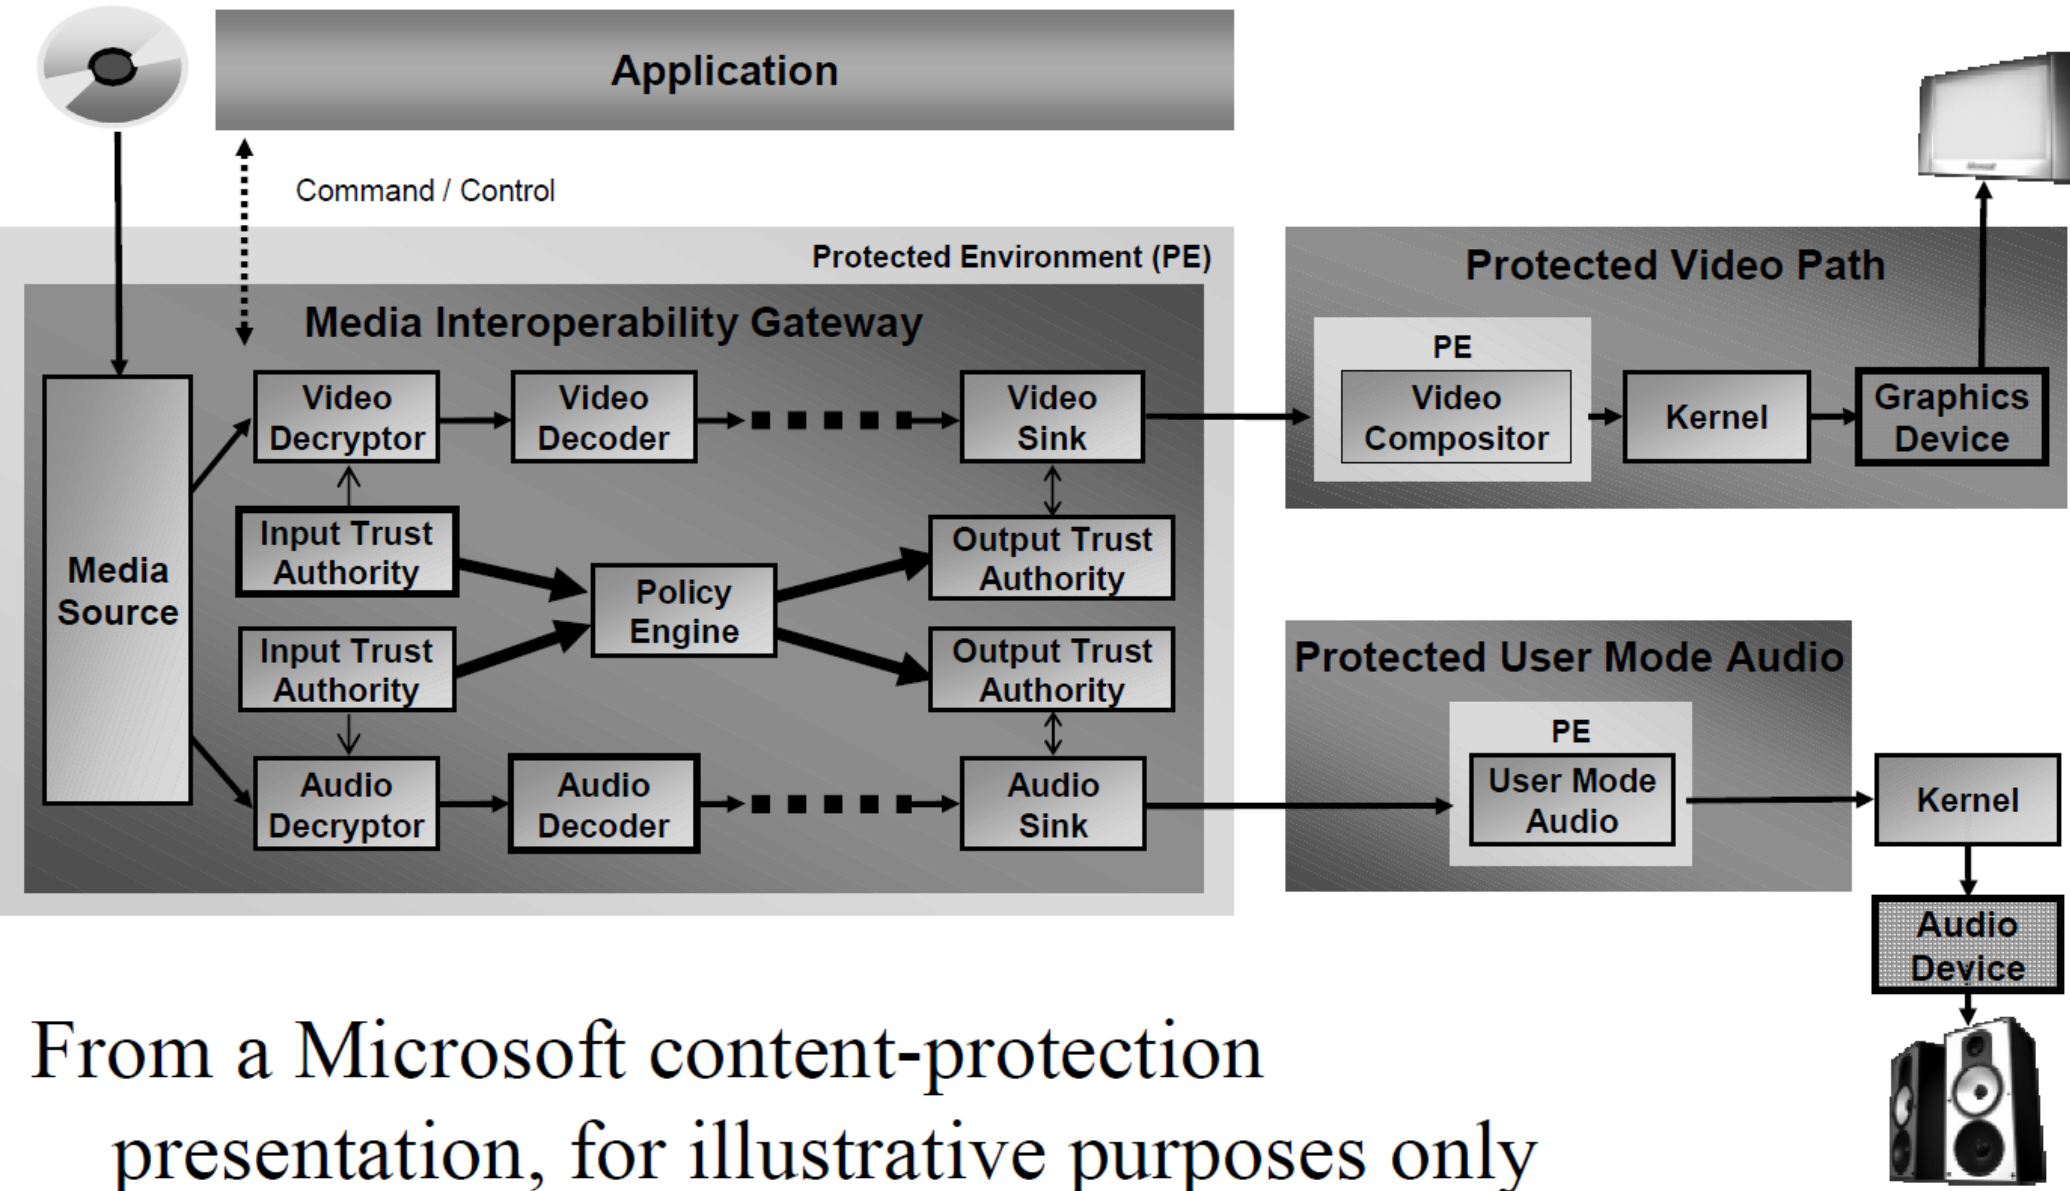 Application
Command / Control
Protected Environment (PE)
Media Interoperability Gateway
Media
Source
Video
Decryptor
Video
Decoder
Video
Sink
Input Trust
Authority
Policy
Engine
Output Trust
Authority
Input Trust
Authority
Output Trust
Authority
Audio
Decryptor
Audio
Decoder
Audio
Sink
Protected Video Path
PE
Video
Compositor
Kernel
Graphics
Device
Protected User Mode Audio
PE
User Mode
Audio
Kernel
Audio
Device
From a Microsoft content-protection
presentation, for illustrative purposes only